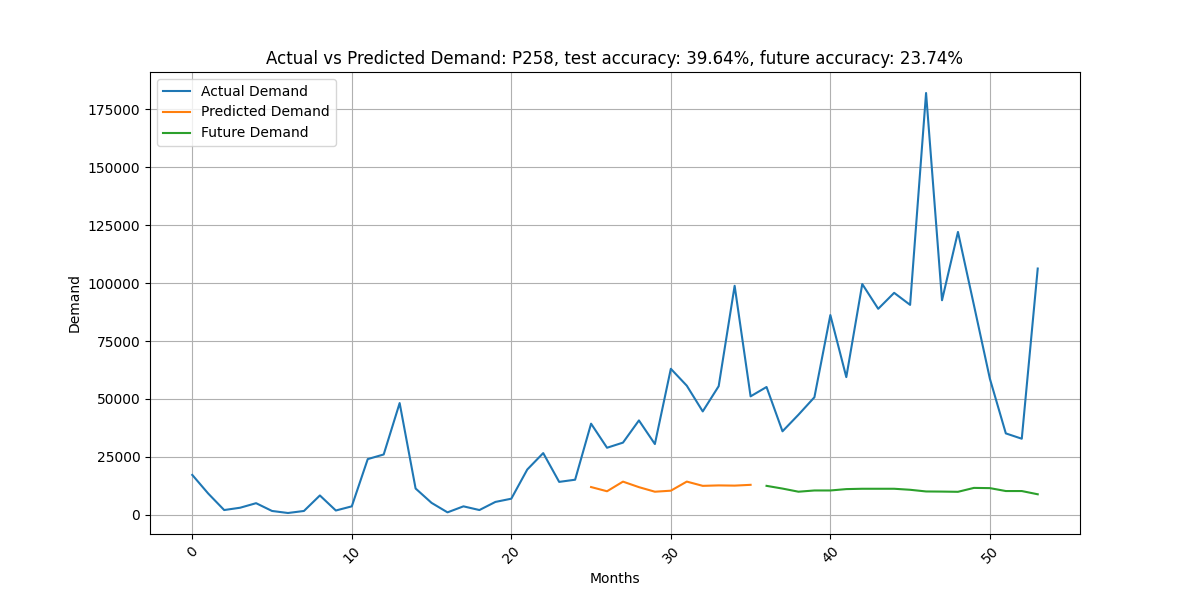 Actual vs Predicted Demand: P258, test accuracy: 39.64%, future accuracy: 23.74%
Actual Demand
Predicted Demand
Future Demand
175000
150000
125000
100000
75000
50000
25000
0
Demand
0
10
20
30
40
50
Months